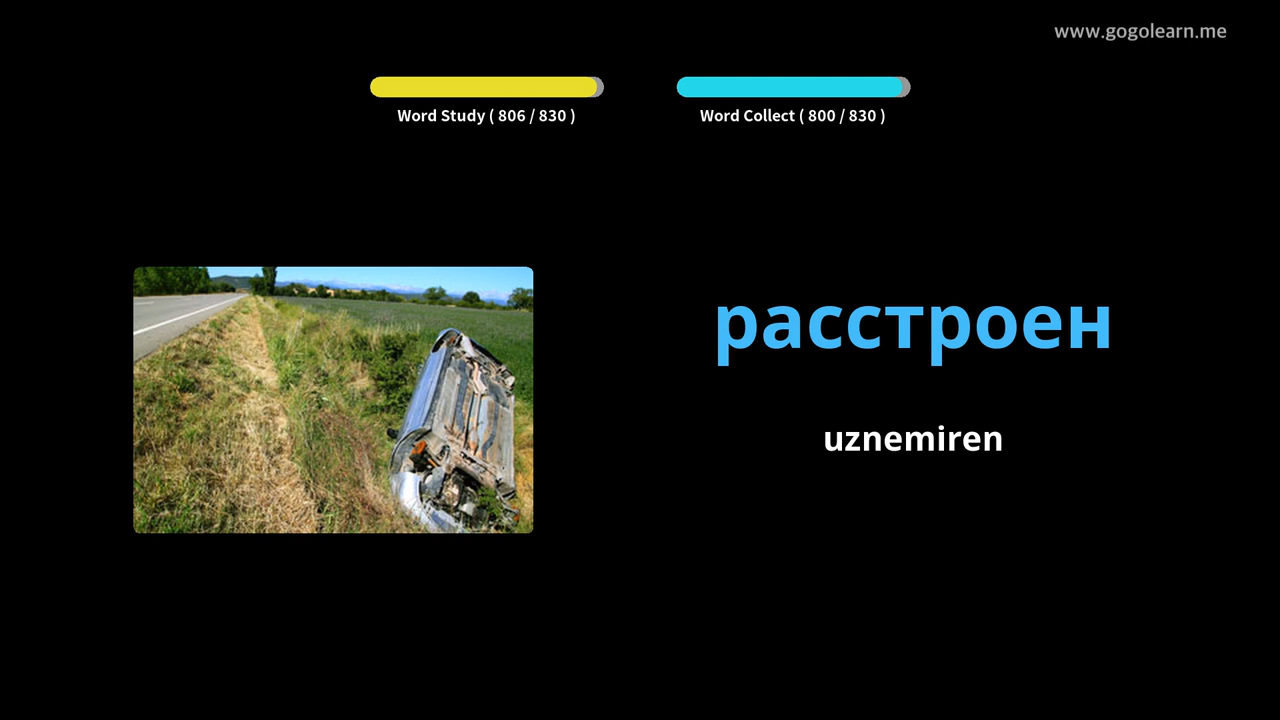 www.gogolearn.me
Word Study ( 806 / 830 )
Word Collect ( 800 / 830 )
расстроен
uznemiren